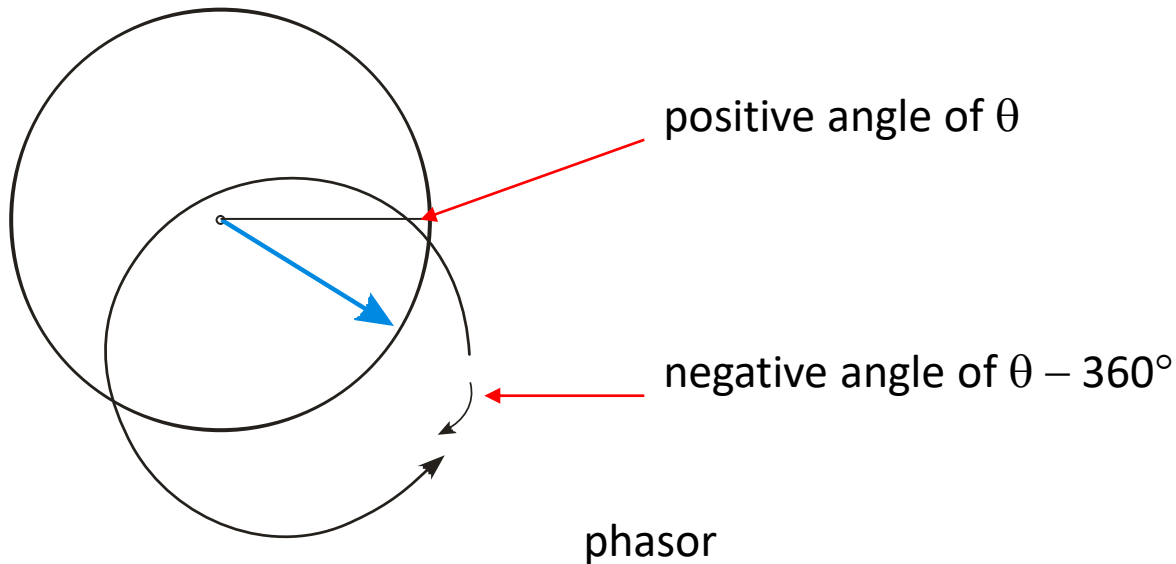 positive angle of θ
negative angle of θ – 360°
phasor